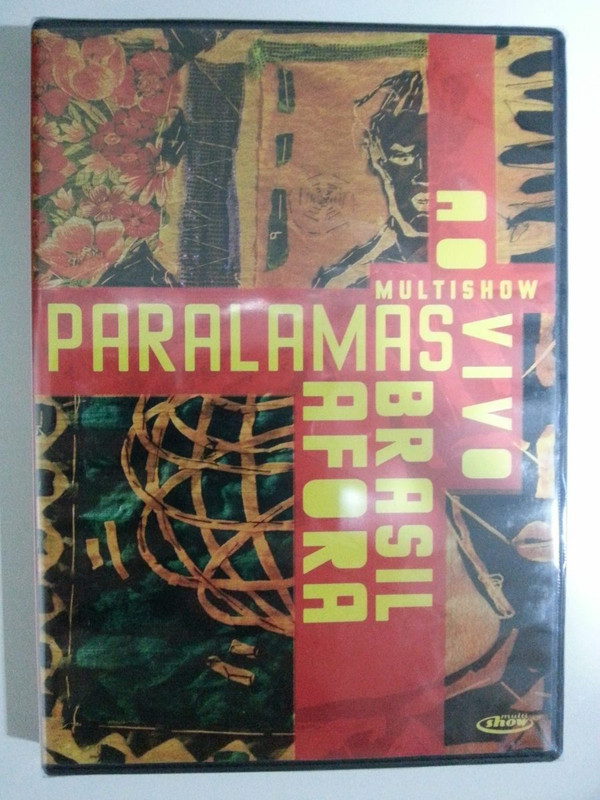 AO
MULTISHOW
VIVO
PARALAMAS
BRASIL
AFORA
multi
show